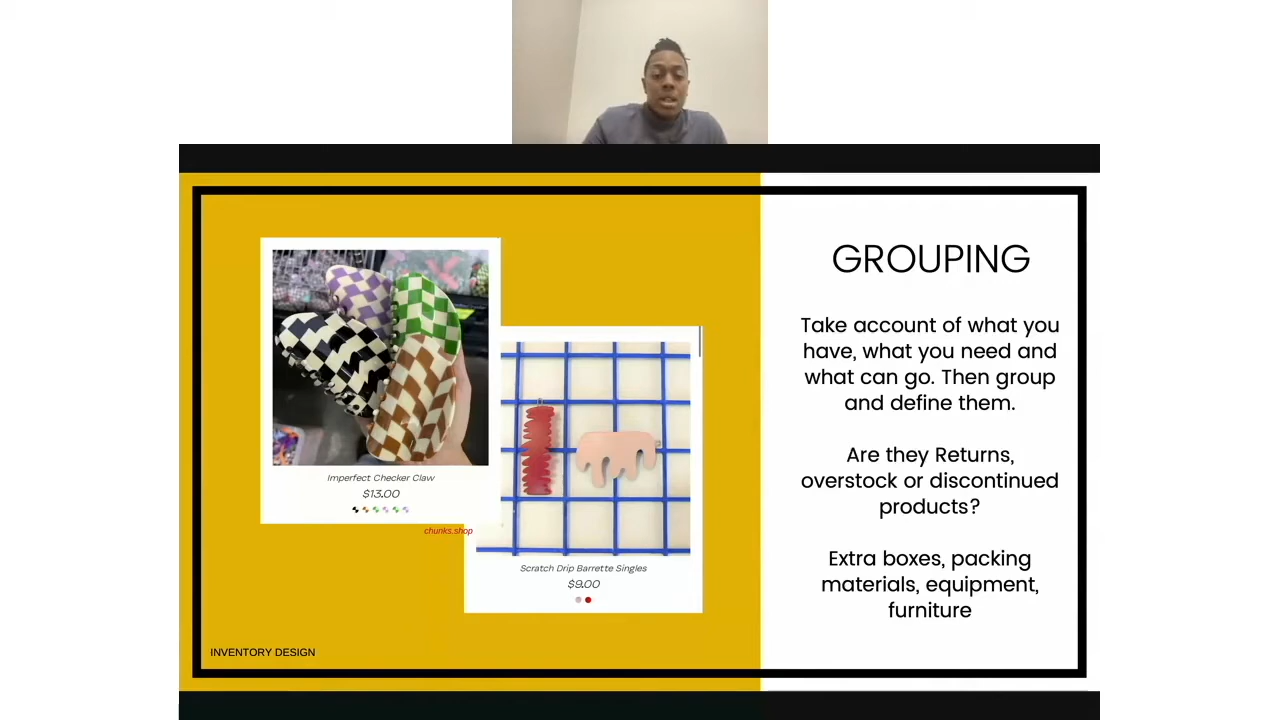 Imperfect Checker Claw
$13.00
chunks.shop
Scratch Drip Barrette Singles
$9.00
INVENTORY DESIGN
GROUPING
Take account of what you
have, what you need and
what can go. Then group
and define them.
Are they Returns,
overstock or discontinued
products?
Extra boxes, packing
materials, equipment,
furniture